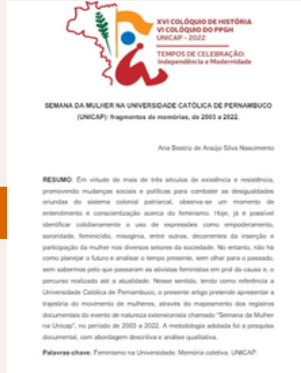 XVI COLÓQUIO DE HISTÓRIA
VI COLÓQUIO DO PPGH
UNICAP - 2022
TEMPOS DE CELEBRAÇÃO:
Independência e Modernidade
SEMANA DA MULHER NA UNIVERSIDADE CATÓLICA DE PERNAMBUCO
(UNICAP): fragmentos de memórias, de 2003 a 2022.
Ana Beatriz de Araújo Silva Nascimento
RESUMO: Em virtude de mais de três séculos de existência e resistência,
promovendo mudanças sociais e políticas para combater as desigualdades
oriundas do sistema colonial patriarcal, observa-se um momento de
entendimento e conscientização acerca do feminismo. Hoje, já é possível
identificar cotidianamente o uso de expressões como empoderamento,
sororidade, feminicídio, misoginia, entre outras, decorrentes da inserção e
participação da mulher nos diversos setores da sociedade. No entanto, não há
como planejar o futuro e analisar o tempo presente, sem olhar para o passado,
sem sabermos pelo que passaram as ativistas feministas em prol da causa e, o
percurso realizado até a atualidade. Nesse sentido, tendo como referência a
Universidade Católica de Pernambuco, o presente artigo pretende apresentar a
trajetória do movimento de mulheres, através do mapeamento dos registros
documentais do evento de natureza extensionista chamado "Semana da Mulher
na Unicap", no período de 2003 a 2022. A metodologia adotada foi a pesquisa
documental, com abordagem descritiva e análise qualitativa.
Palavras-chave: Feminismo na Universidade. Memória coletiva. UNICAP.